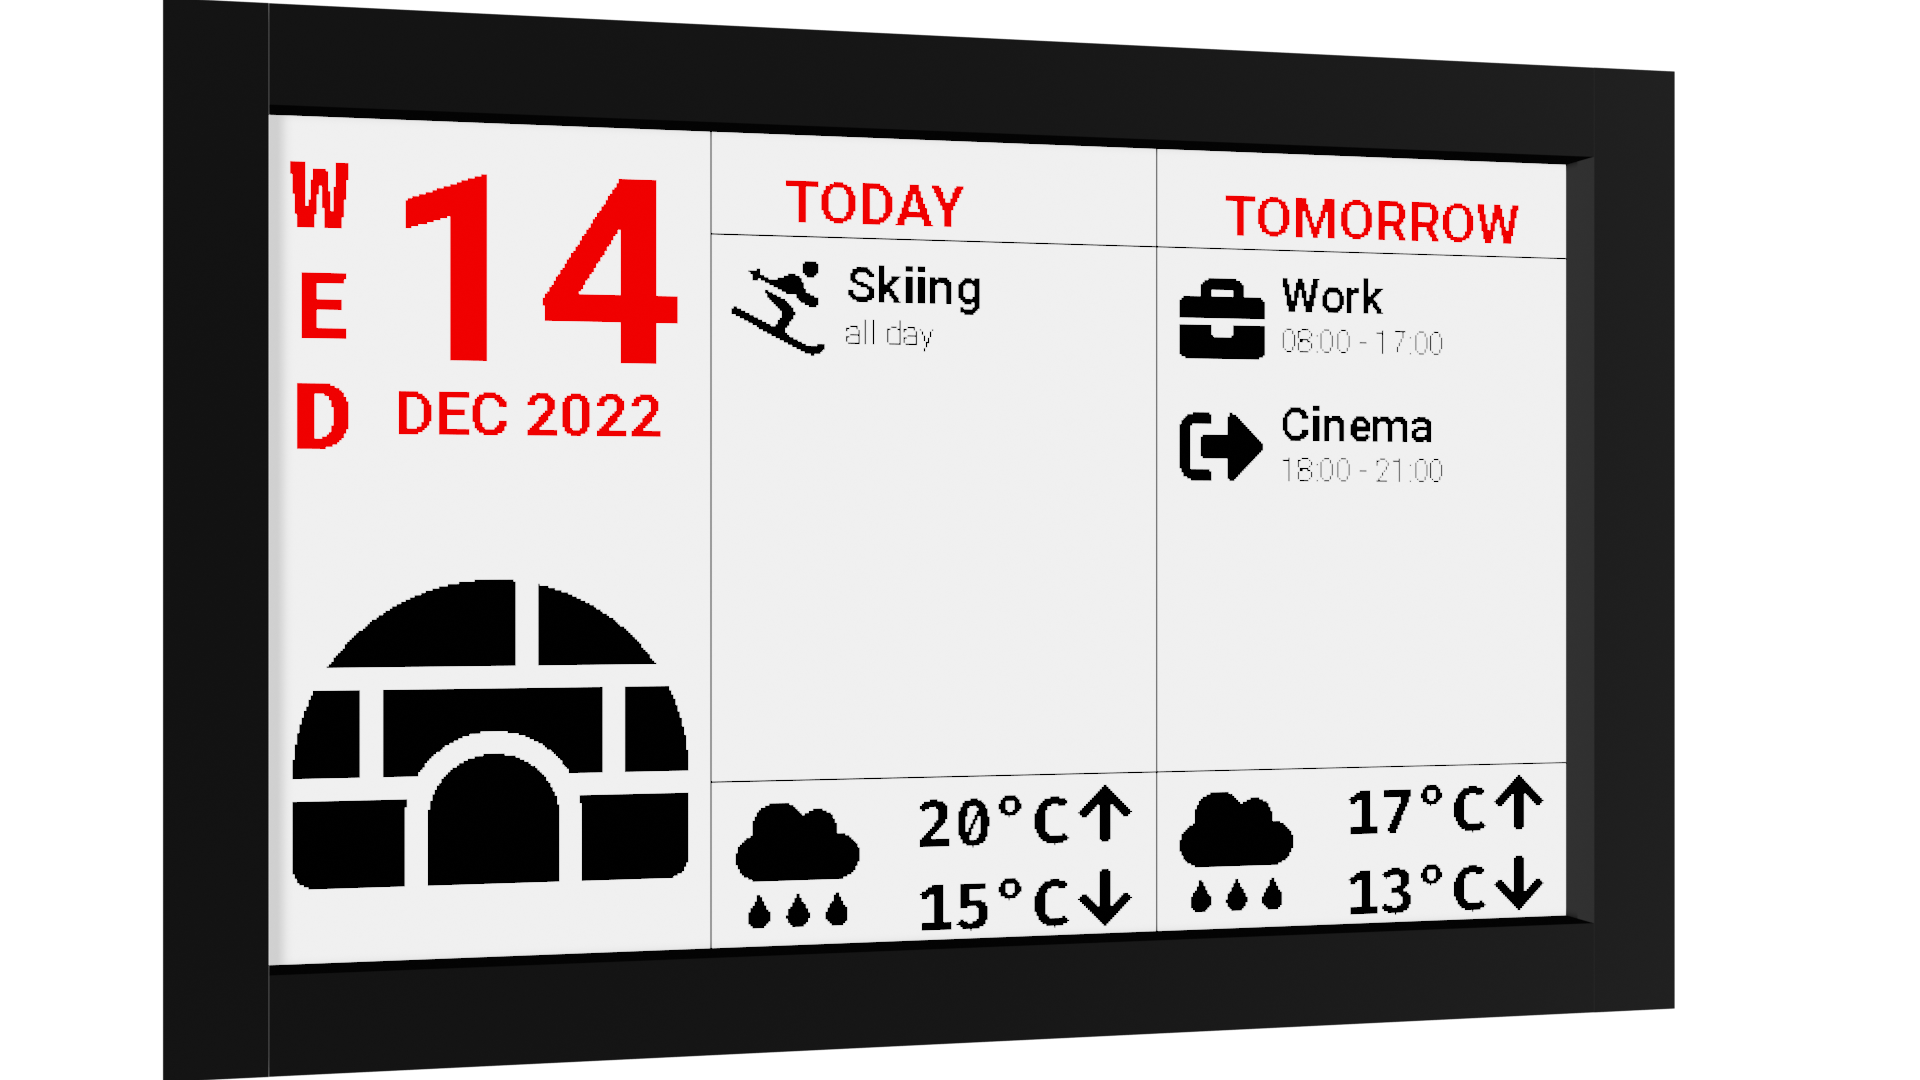 WED
14
DEC 2022
TODAY
Skiing
all day
20°C
15°C
TOMORROW
Work
08:00 - 17:00
Cinema
18:00 - 21:00
17°C
13°C